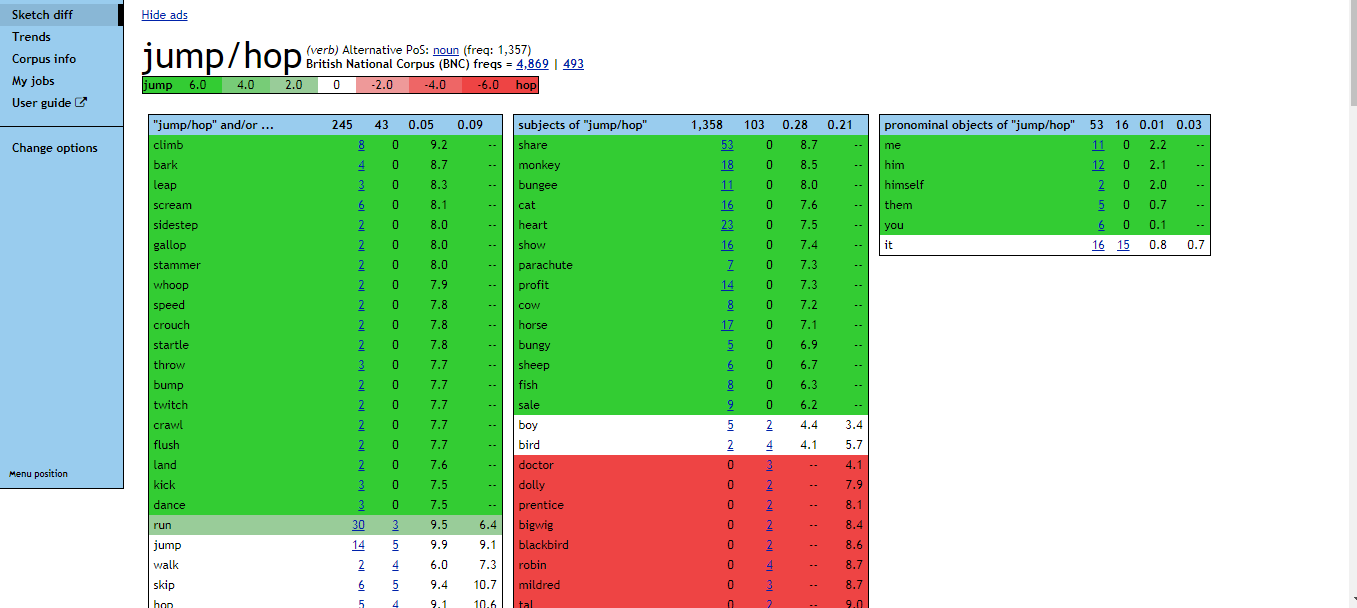 Sketch diff
Trends
Corpus info
My jobs
User guide
Change options
Menu position
Hide ads
jump/hop (verb) Alternative PoS: noun (freq: 1,357)
British National Corpus (BNC) freqs = 4,869 | 493
jump 6.0 4.0 2.0 0 -2.0 -4.0 -6.0 hop
"jump/hop" and/or ... 245 43 0.05 0.09
climb 8 0 9.2 --
bark 4 0 8.7 --
leap 3 0 8.3 --
scream 6 0 8.1 --
sidestep 2 0 8.0 --
gallop 2 0 8.0 --
stammer 2 0 8.0 --
whoop 2 0 7.9 --
speed 2 0 7.8 --
crouch 2 0 7.8 --
startle 2 0 7.8 --
throw 3 0 7.7 --
bump 2 0 7.7 --
twitch 2 0 7.7 --
crawl 2 0 7.7 --
flush 2 0 7.7 --
land 2 0 7.6 --
kick 3 0 7.5 --
dance 3 0 7.5 --
run 30 3 9.5 6.4
jump 14 5 9.9 9.1
walk 2 4 6.0 7.3
skip 6 5 9.4 10.7
hop 5 4 9.1 10.6
subjects of "jump/hop" 1,358 103 0.28 0.21
share 53 0 8.7 --
monkey 18 0 8.5 --
bungee 11 0 8.0 --
cat 16 0 7.6 --
heart 23 0 7.5 --
show 16 0 7.4 --
parachute 7 0 7.3 --
profit 14 0 7.3 --
cow 8 0 7.2 --
horse 17 0 7.1 --
bungy 5 0 6.9 --
sheep 6 0 6.7 --
fish 8 0 6.3 --
sale 9 0 6.2 --
boy 5 2 4.4 3.4
bird 2 4 4.1 5.7
doctor 0 3 -- 4.1
dolly 0 2 -- 7.9
prentice 0 2 -- 8.1
bigwig 0 2 -- 8.4
blackbird 0 2 -- 8.6
robin 0 4 -- 8.7
mildred 0 3 -- 8.7
tal 0 2 -- 9.0
pronominal objects of "jump/hop" 53 16 0.01 0.03
me 11 0 2.2 --
him 12 0 2.1 --
himself 2 0 2.0 --
them 5 0 0.7 --
you 6 0 0.1 --
it 16 15 0.8 0.7